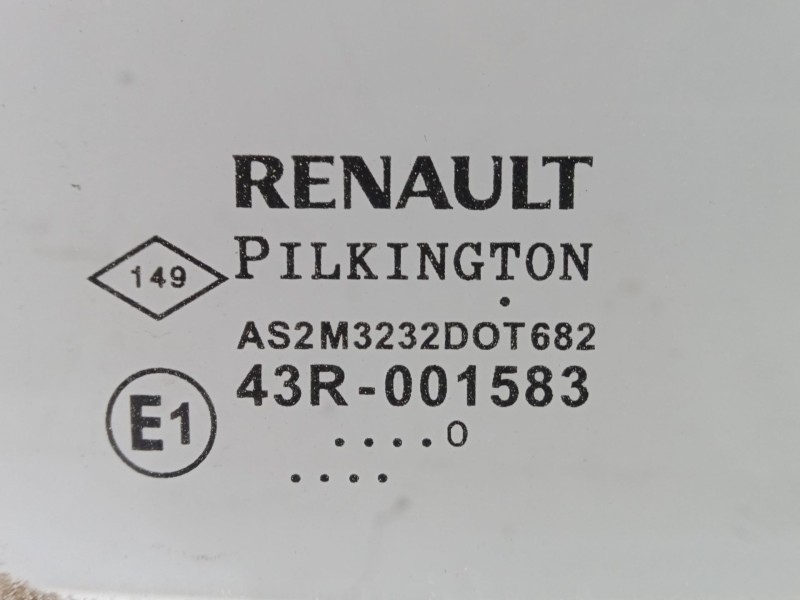 RENAULT
149
PILKINGTON
AS2M3232DOT682
43R-001583
E1
....0
....